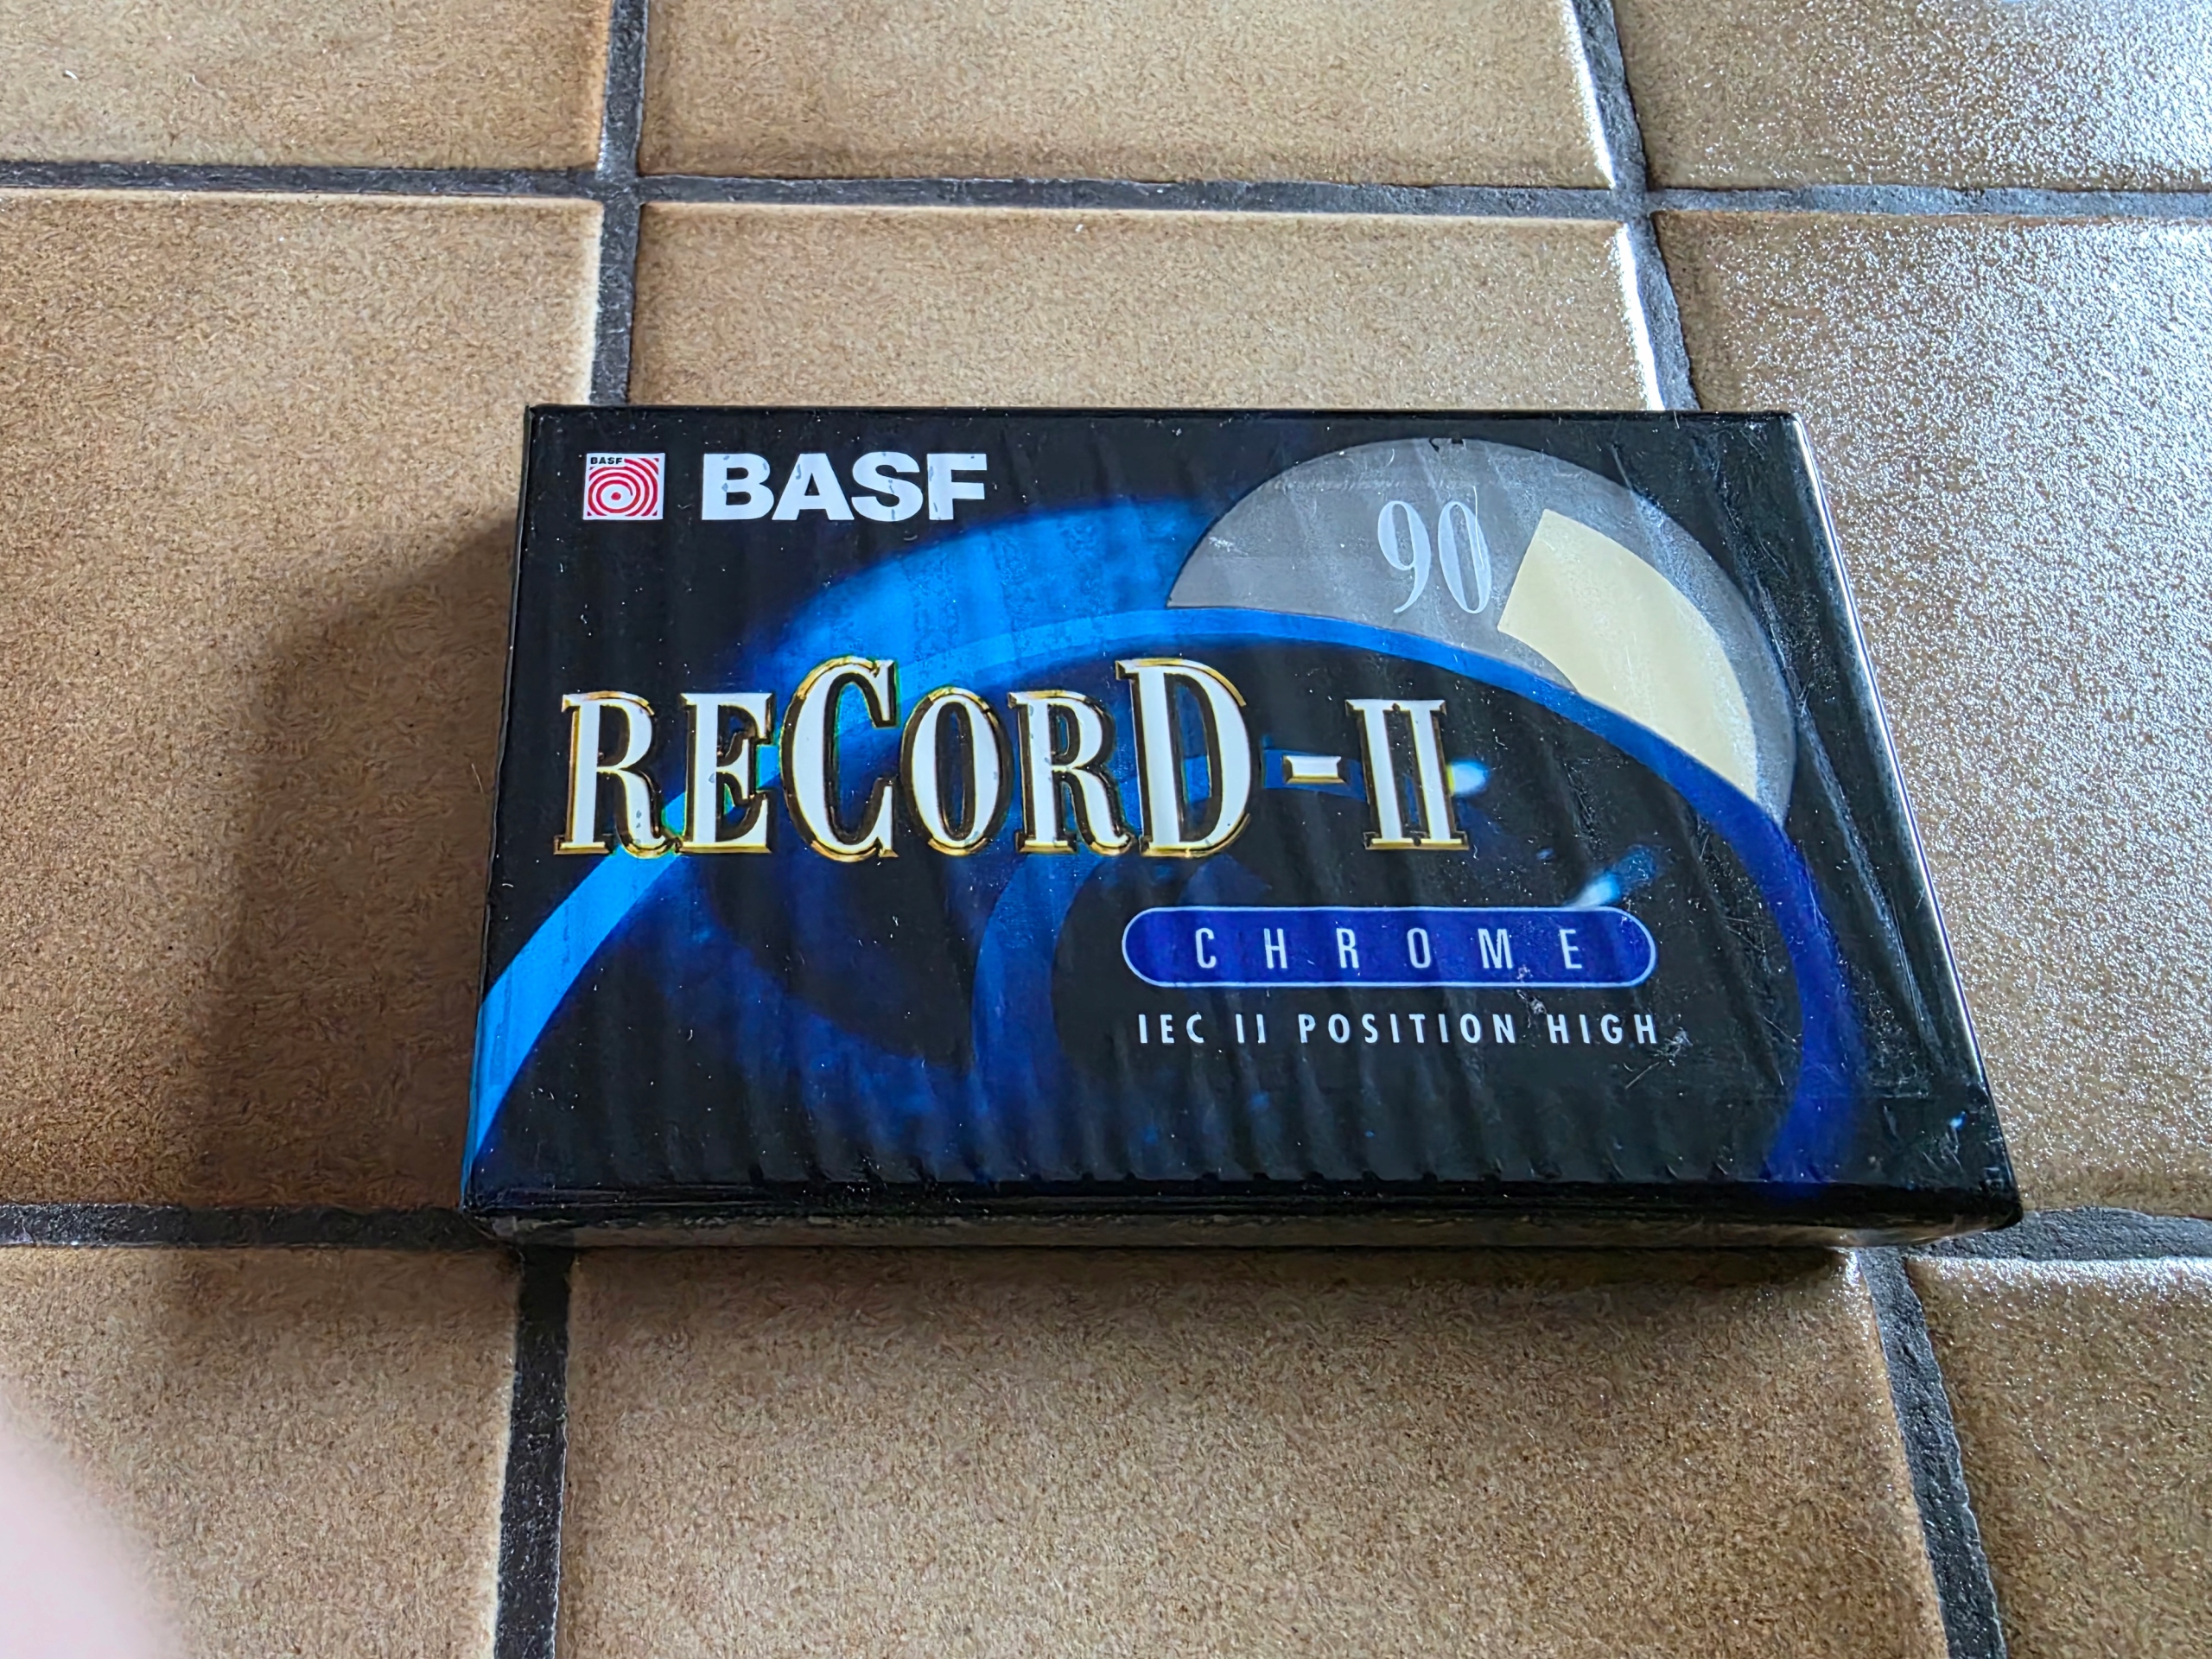 BASF
BASF
90
RECORD-II
CHROME
IEC II POSITION HIGH